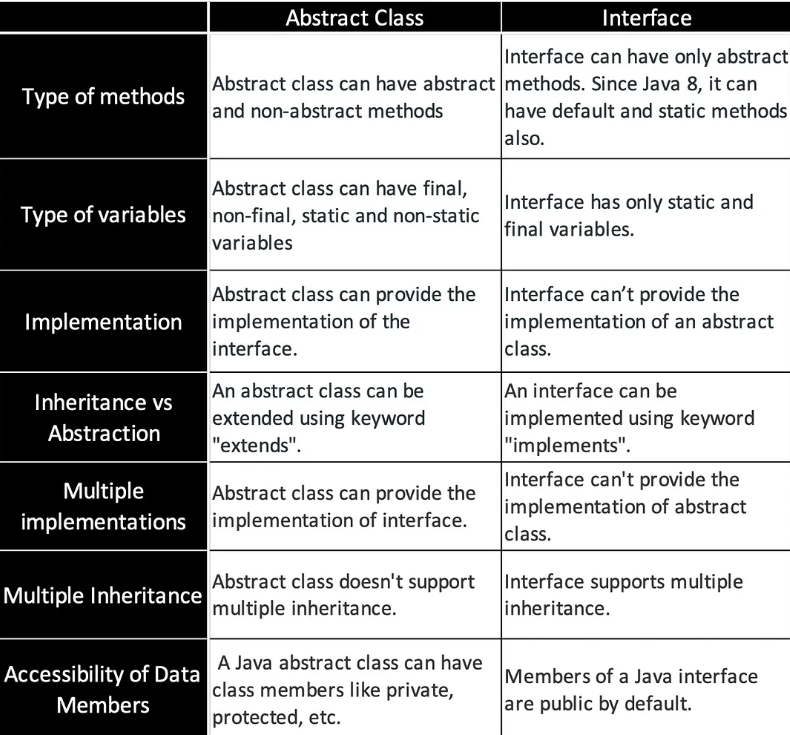 Abstract Class
Interface
Type of methods
Abstract class can have abstract
and non-abstract methods
Interface can have only abstract
methods. Since Java 8, it can
have default and static methods
also.
Type of variables
Abstract class can have final,
non-final, static and non-static
variables
Interface has only static and
final variables.
Implementation
Abstract class can provide the
implementation of the
interface.
Interface can’t provide the
implementation of an abstract
class.
Inheritance vs
Abstraction
An abstract class can be
extended using keyword
"extends".
An interface can be
implemented using keyword
"implements".
Multiple
implementations
Abstract class can provide the
implementation of interface.
Interface can't provide the
implementation of abstract
class.
Multiple Inheritance
Abstract class doesn't support
multiple inheritance.
Interface supports multiple
inheritance.
Accessibility of Data
Members
A Java abstract class can have
class members like private,
protected, etc.
Members of a Java interface
are public by default.